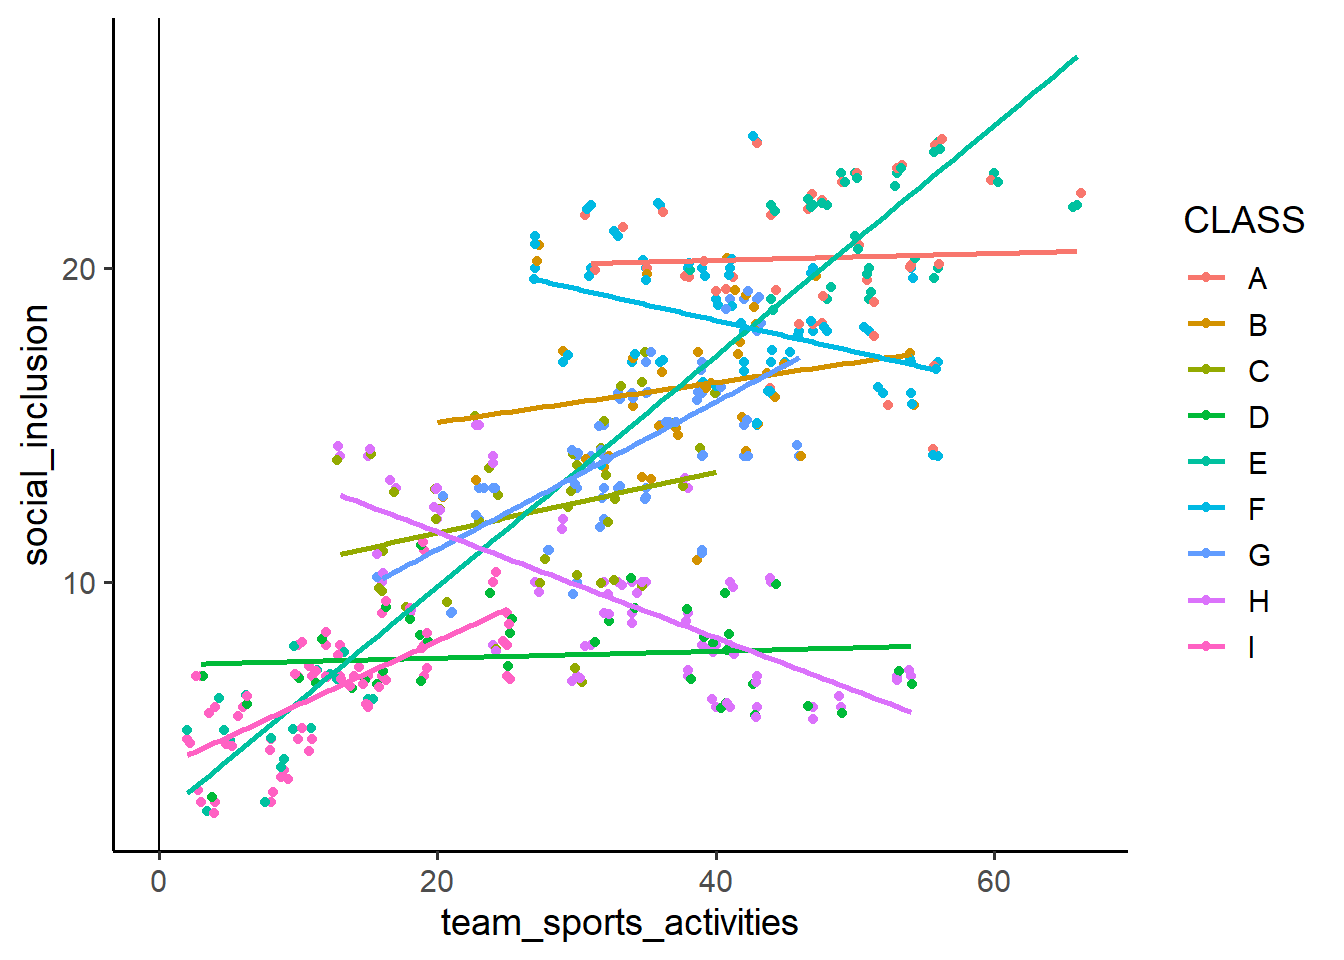 social_inclusion
20
10
0
20
40
60
team_sports_activities
CLASS
A
B
C
D
E
F
G
H
I